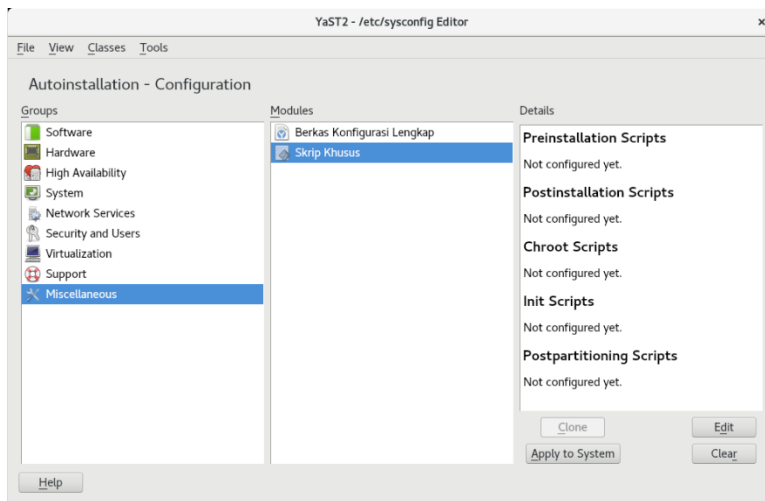 YaST2 - /etc/sysconfig Editor
×
File View Classes Tools
Autoinstallation - Configuration
Groups
Software
Hardware
High Availability
System
Network Services
Security and Users
Virtualization
Support
Miscellaneous
Modules
Berkas Konfigurasi Lengkap
Skrip Khusus
Details
Preinstallation Scripts
Not configured yet.
Postinstallation Scripts
Not configured yet.
Chroot Scripts
Not configured yet.
Init Scripts
Not configured yet.
Postpartitioning Scripts
Not configured yet.
Clone
Edit
Apply to System
Clear
Help